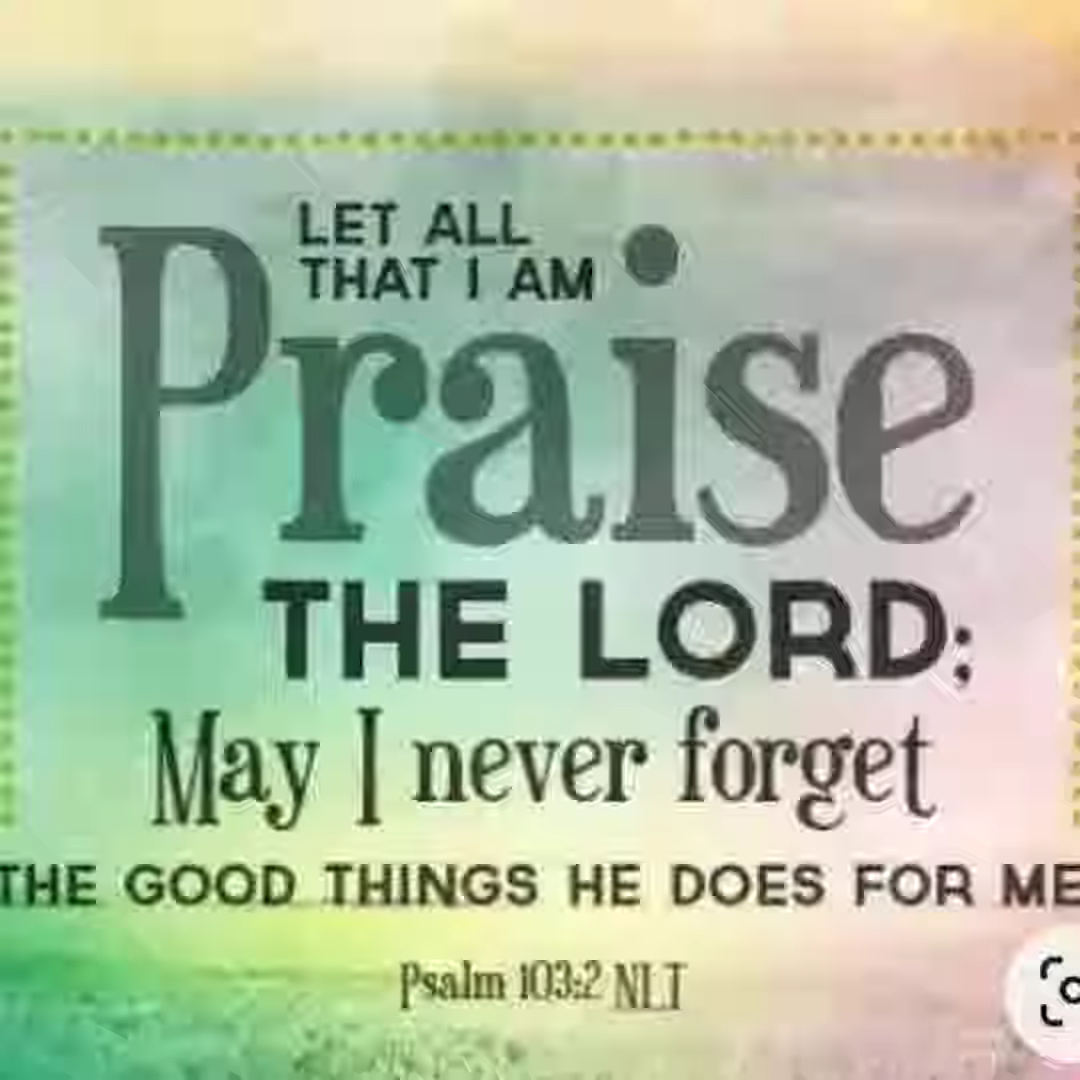 LET ALL
THAT I AM
Praise
THE LORD:
May I never forget
THE GOOD THINGS HE DOES FOR ME
Psalm 103:2 NLT